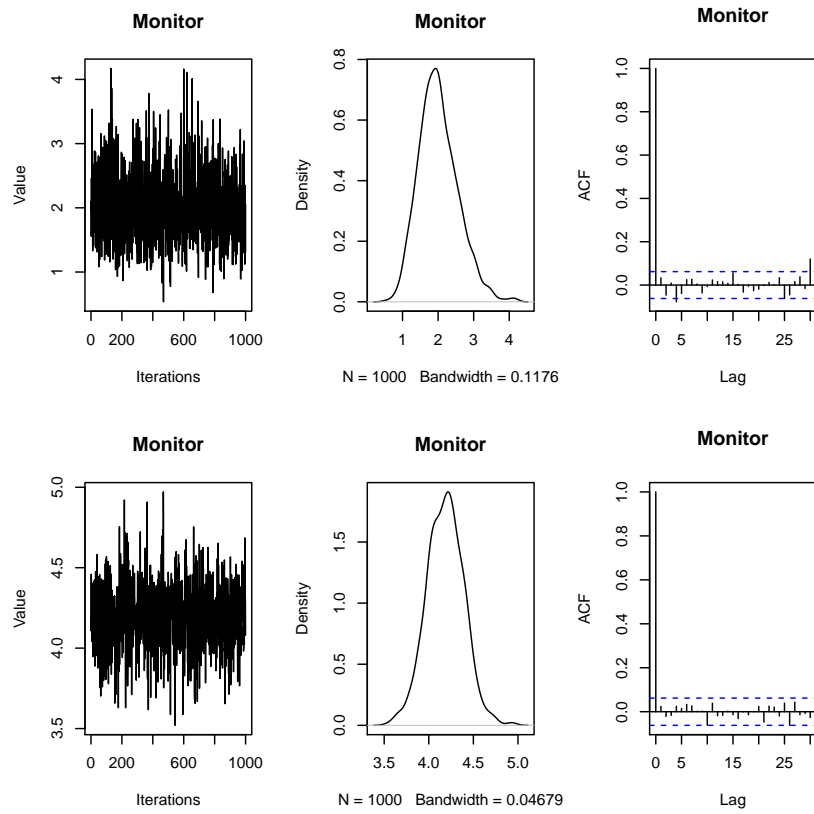 Monitor
Value
4
3
2
1
0 200 600 1000
Iterations
Monitor
Density
0.8
0.6
0.4
0.2
0.0
1 2 3 4
N = 1000 Bandwidth = 0.1176
Monitor
ACF
1.0
0.8
0.6
0.4
0.2
0.0
0 5 15 25
Lag
Monitor
Value
5.0
4.5
4.0
3.5
0 200 600 1000
Iterations
Monitor
Density
1.5
1.0
0.5
0.0
3.5 4.0 4.5 5.0
N = 1000 Bandwidth = 0.04679
Monitor
ACF
1.0
0.8
0.6
0.4
0.2
0.0
0 5 15 25
Lag